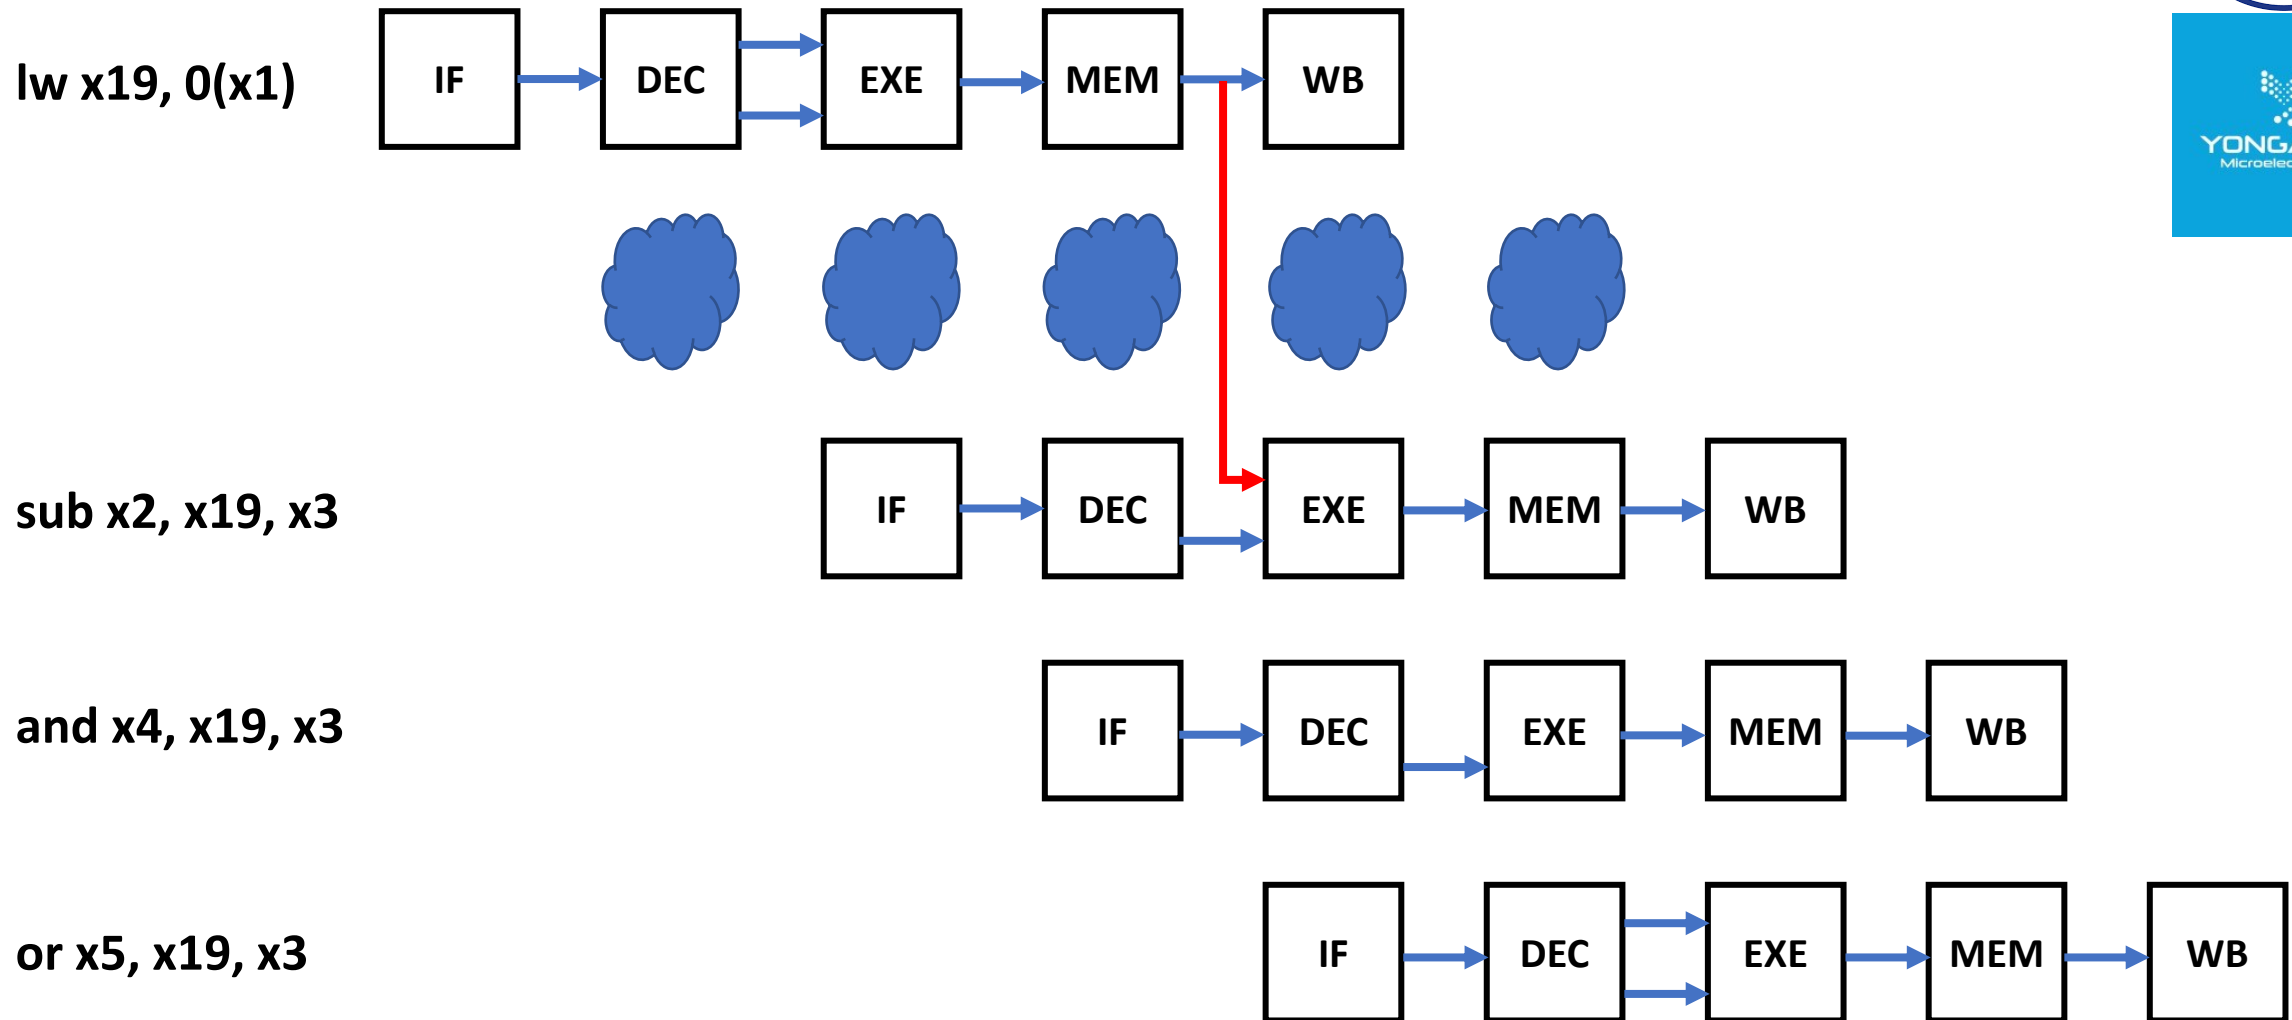 lw x19, 0(x1) IF DEC EXE MEM WB
sub x2, x19, x3 IF DEC EXE MEM WB
and x4, x19, x3 IF DEC EXE MEM WB
or x5, x19, x3 IF DEC EXE MEM WB